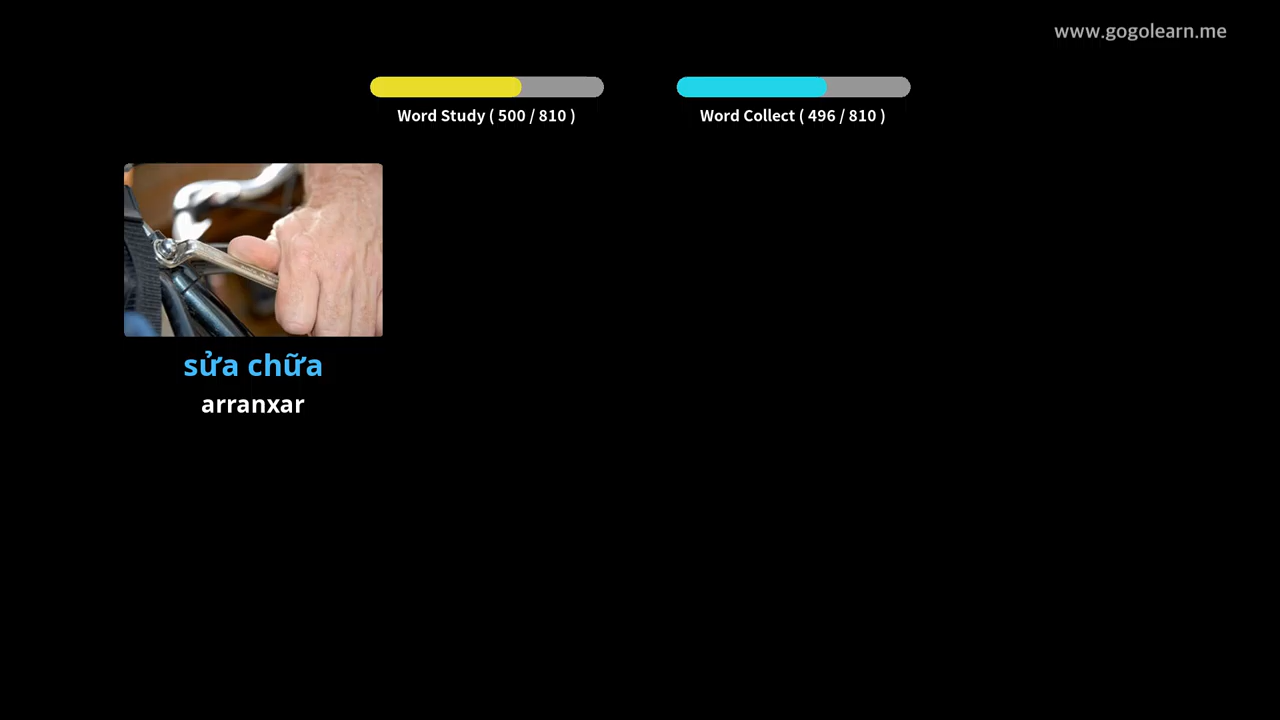 www.gogolearn.me
Word Study ( 500 / 810 )
Word Collect ( 496 / 810 )
sửa chữa
arranxar